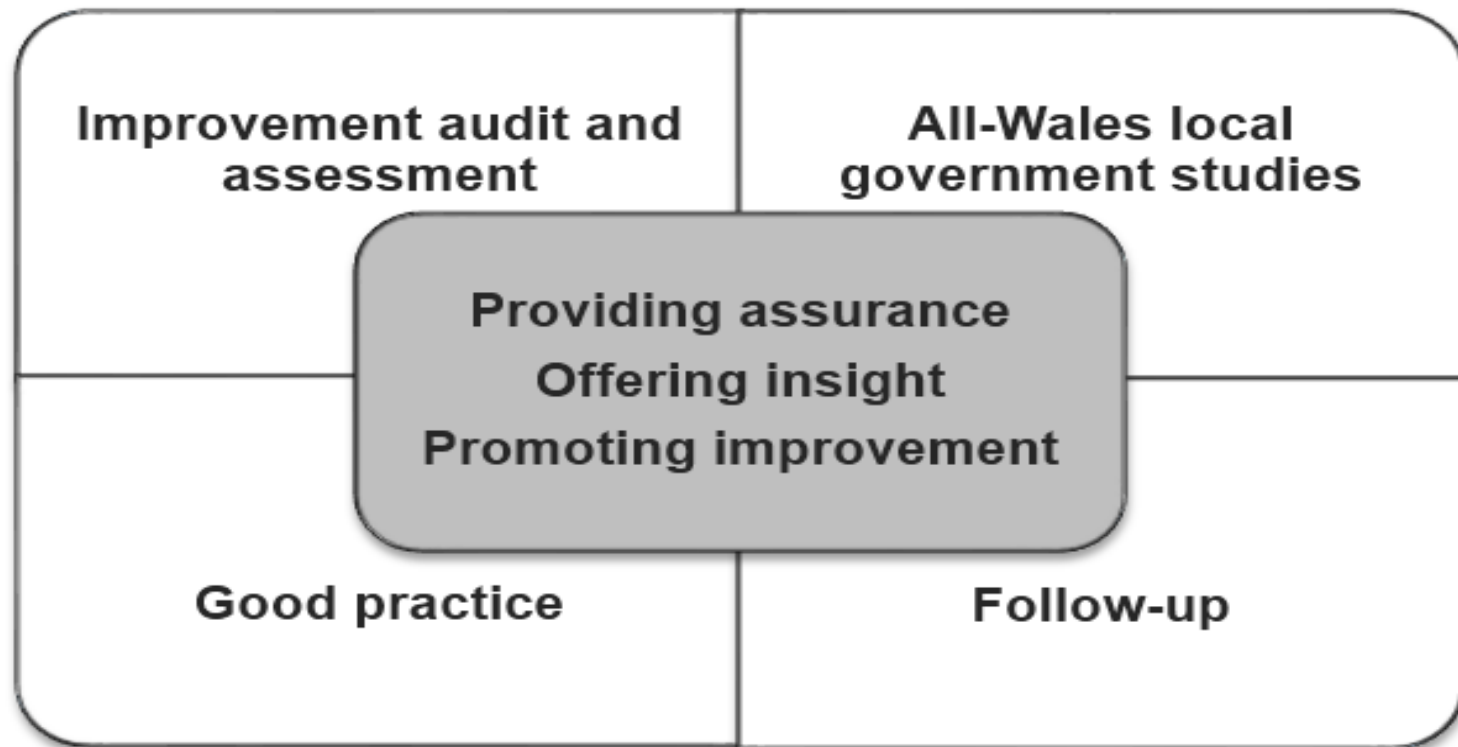 Improvement audit and
assessment
All-Wales local
government studies
Providing assurance
Offering insight
Promoting improvement
Good practice
Follow-up